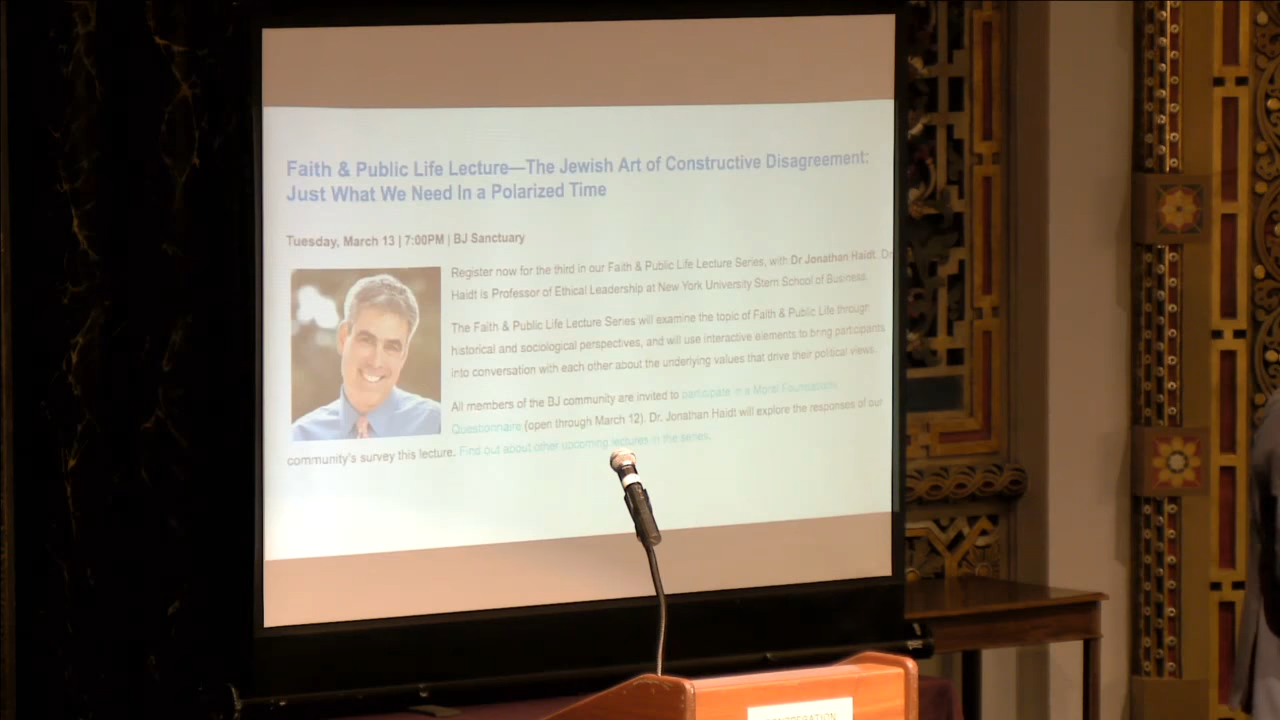 Faith & Public Life Lecture—The Jewish Art of Constructive Disagreement:
Just What We Need In a Polarized Time
Tuesday, March 13 | 7:00PM | BJ Sanctuary
Register now for the third in our Faith & Public Life Lecture Series, with Dr Jonathan Haidt. Dr
Haidt is Professor of Ethical Leadership at New York University Stern School of Business.
The Faith & Public Life Lecture Series will examine the topic of Faith & Public Life through
historical and sociological perspectives, and will use interactive elements to bring participants
into conversation with each other about the underlying values that drive their political views.
All members of the BJ community are invited to participate in a Moral Foundations
Questionnaire (open through March 12). Dr. Jonathan Haidt will explore the responses of our
community's survey this lecture. Find out about other upcoming lectures in the series.
CONGREGATION